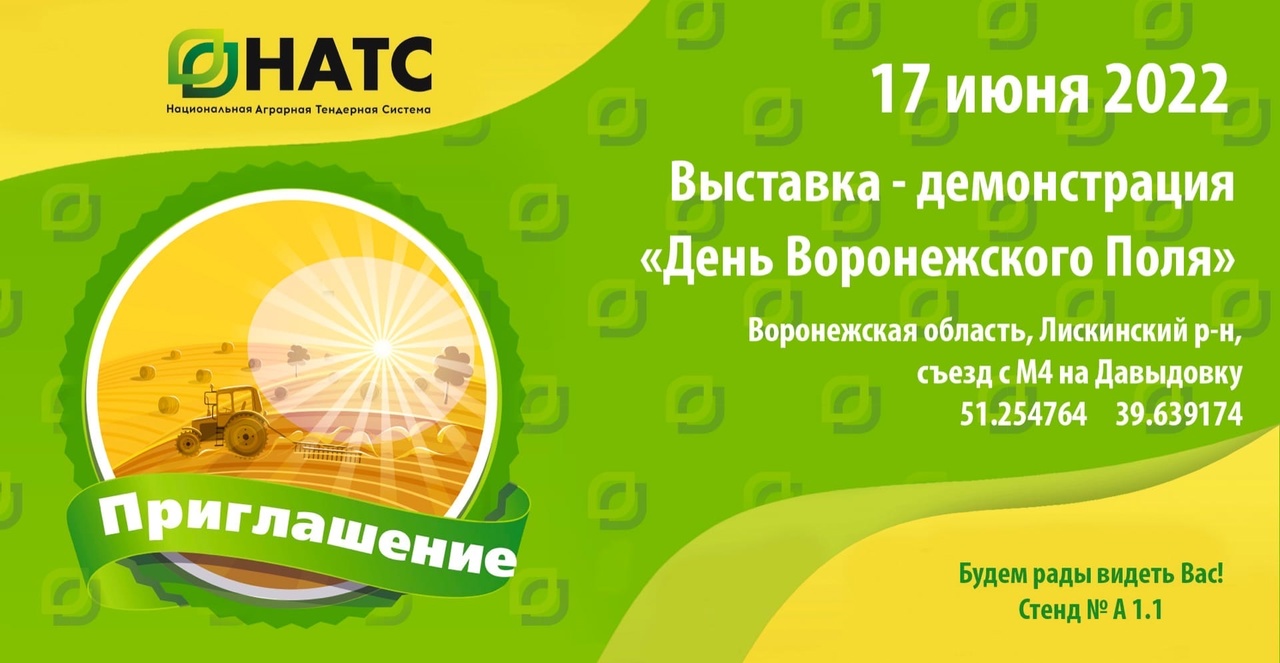 НАТС
Национальная Аграрная Тендерная Система
17 июня 2022
Выставка - демонстрация
«День Воронежского Поля»
Воронежская область, Лискинский р-н,
съезд с М4 на Давыдовку
51.254764 39.639174
Приглашение
Будем рады видеть Вас!
Стенд № А 1.1